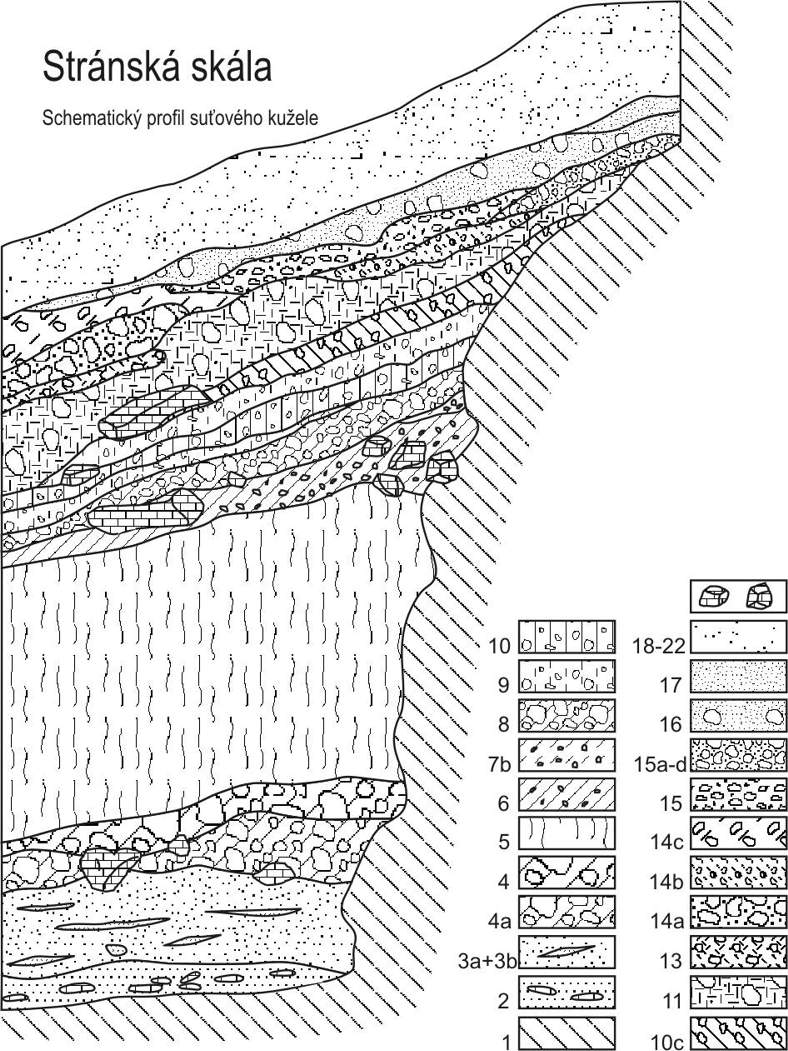 Stránská skála
Schematický profil suťového kužele
10
9
8
7b
6
5
4
4a
3a+3b
2
1
18-22
17
16
15a-d
15
14c
14b
14a
13
11
10c